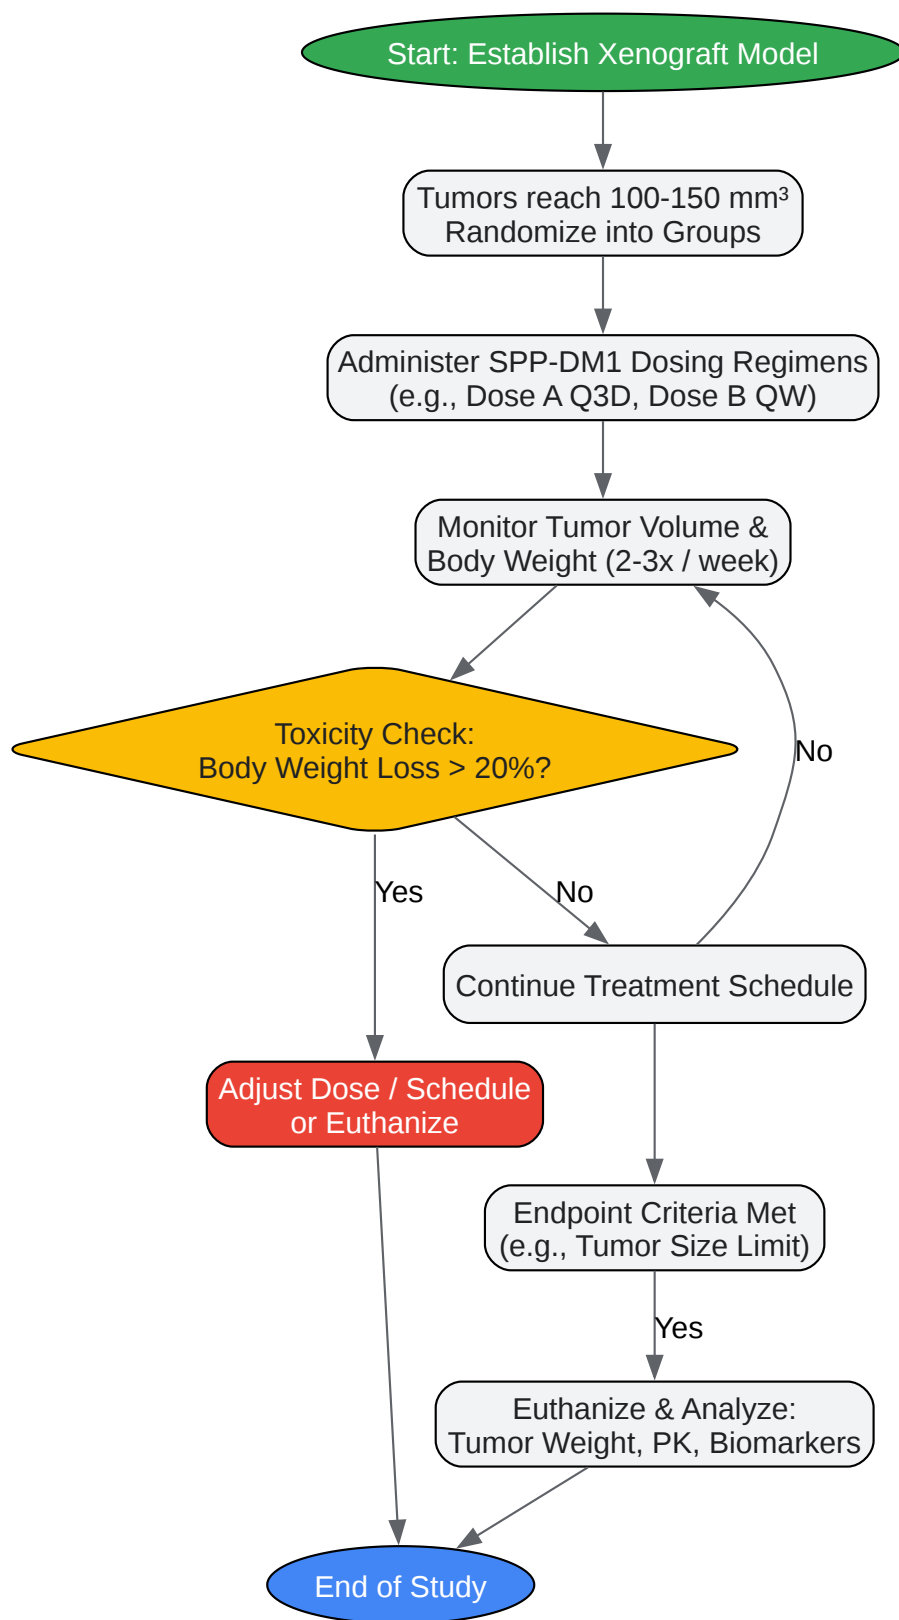 Start: Establish Xenograft Model
Tumors reach 100-150 mm³
Randomize into Groups
Administer SPP-DM1 Dosing Regimens
(e.g., Dose A Q3D, Dose B QW)
Monitor Tumor Volume &
Body Weight (2-3x / week)
Toxicity Check:
Body Weight Loss > 20%?
No
Yes
No
Continue Treatment Schedule
Adjust Dose / Schedule
or Euthanize
Endpoint Criteria Met
(e.g., Tumor Size Limit)
Yes
Euthanize & Analyze:
Tumor Weight, PK, Biomarkers
End of Study